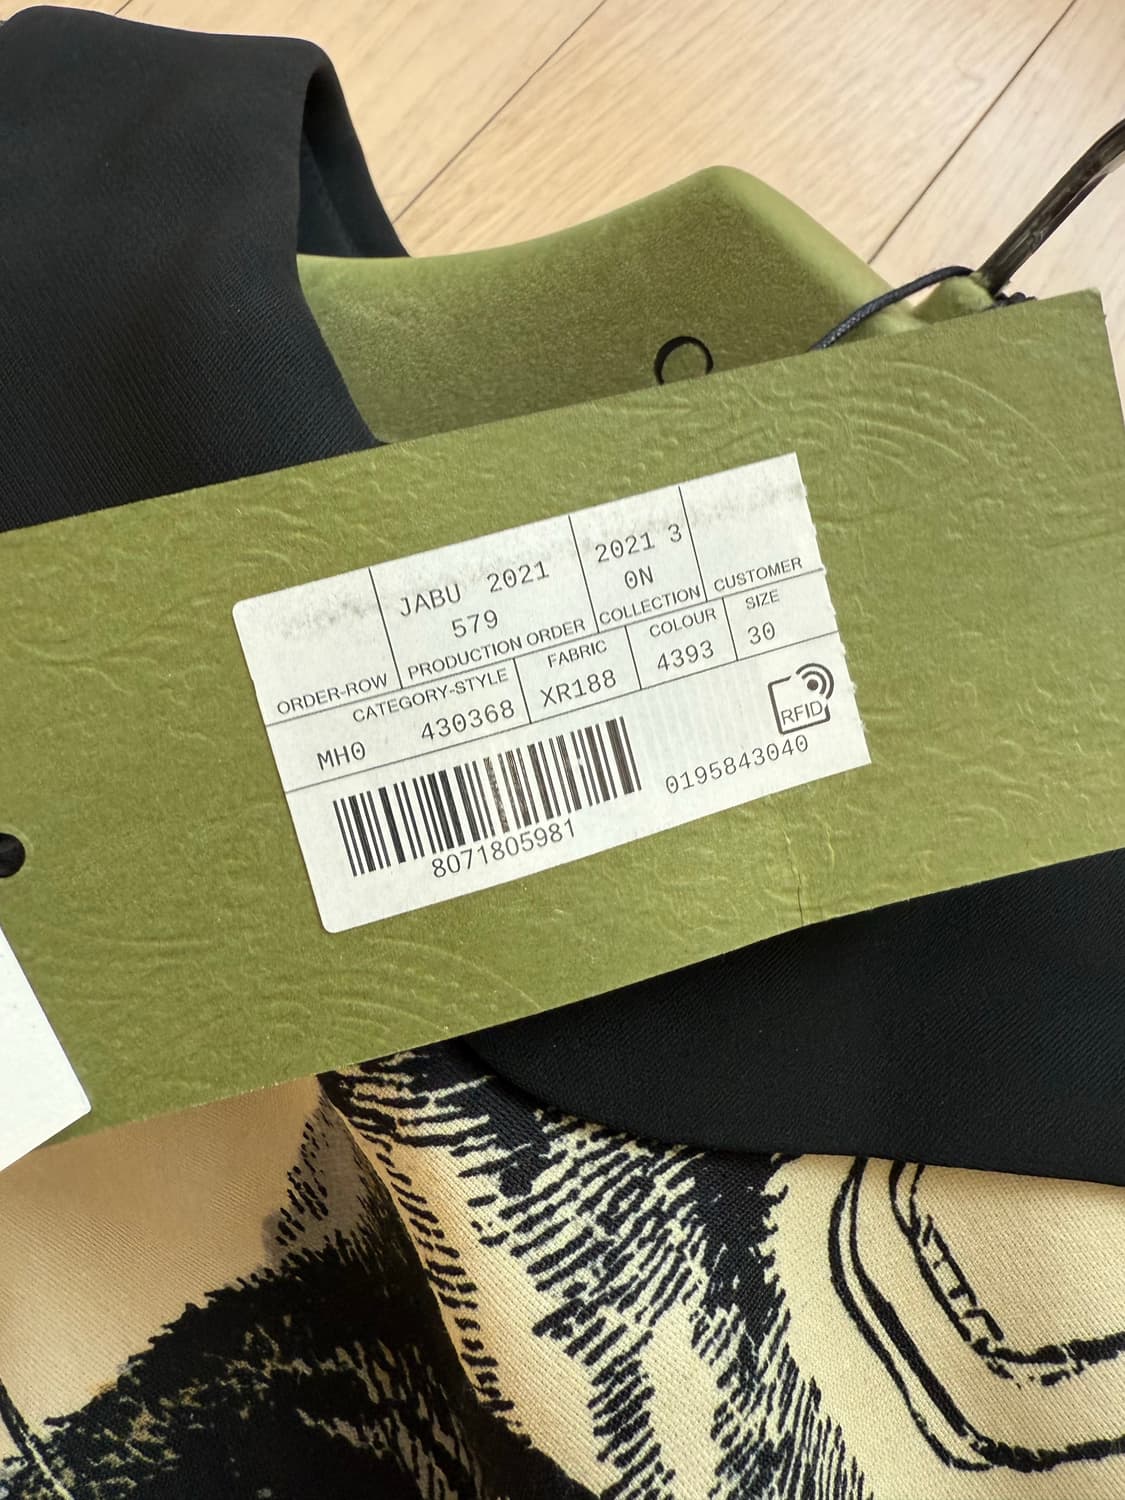 JABU 2021
579
2021 3
0N
ORDER-ROW
PRODUCTION ORDER
COLLECTION
CUSTOMER
CATEGORY-STYLE
FABRIC
COLOUR
SIZE
MH0 430368
XR188
4393
30
RFID
8071805981
0195843040